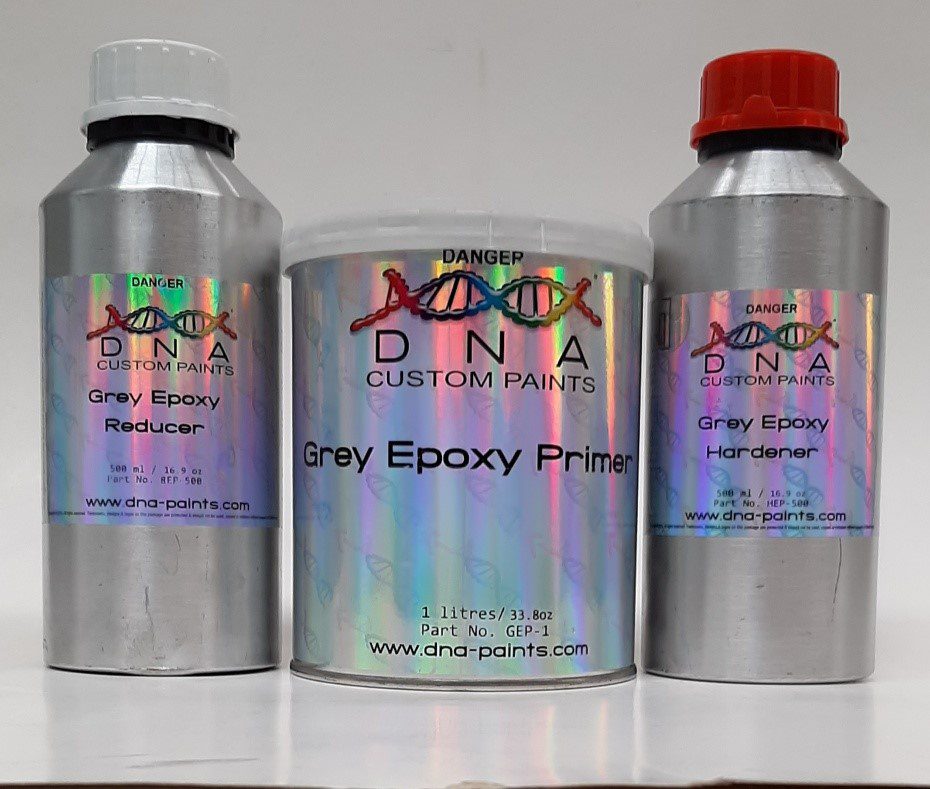 DANGER
DNA
CUSTOM PAINTS
Grey Epoxy
Reducer
500 ml / 16.9 oz
Part No. REP-500
www.dna-paints.com
DANGER
DNA
CUSTOM PAINTS
Grey Epoxy Primer
1 litres/ 33.8oz
Part No. GEP-1
www.dna-paints.com
DANGER
DNA
CUSTOM PAINTS
Grey Epoxy
Hardener
500 ml / 16.9 oz
Part No. HEP-500
www.dna-paints.com